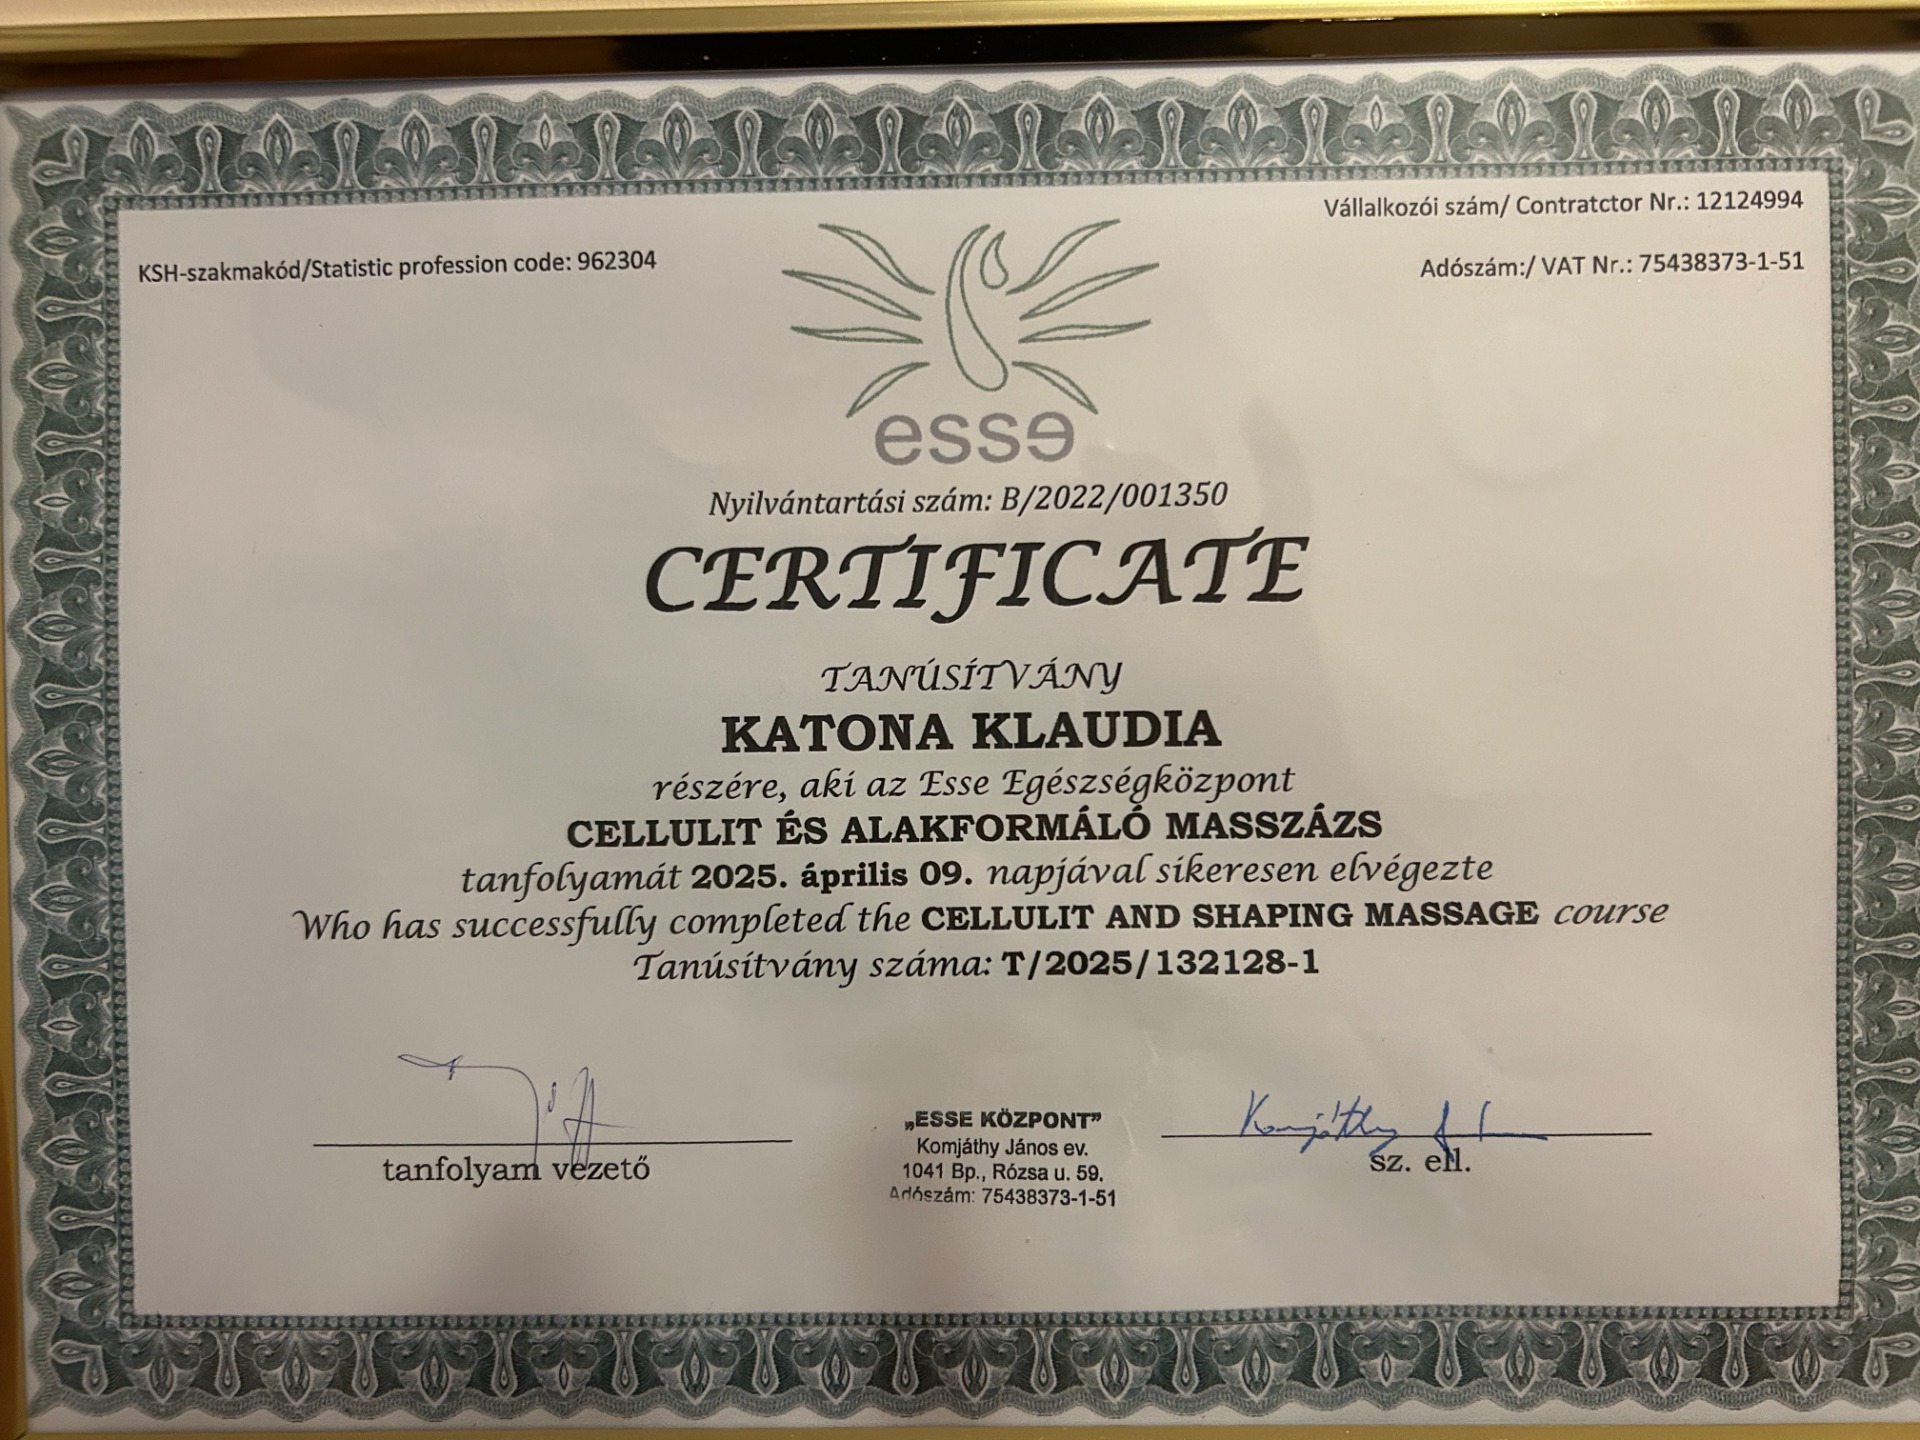 Vállalkozói szám/ Contratctor Nr.: 12124994
KSH-szakmakód/Statistic profession code: 962304
Adószám:/ VAT Nr.: 75438373-1-51
esse
Nyilvántartási szám: B/2022/001350
CERTIFICATE
TANÚSÍTVÁNY
KATONA KLAUDIA
részére, aki az Esse Egészségközpont
CELLULIT ÉS ALAKFORMÁLÓ MASSZÁZS
tanfolyamát 2025. április 09. napjával sikeresen elvégezte
Who has successfully completed the CELLULIT AND SHAPING MASSAGE course
Tanúsítvány száma: T/2025/132128-1
„ESSE KÖZPONT”
Komjáthy János ev.
1041 Bp., Rózsa u. 59.
Adószám: 75438373-1-51
tanfolyam vezető
Komjáthy
sz. ell.